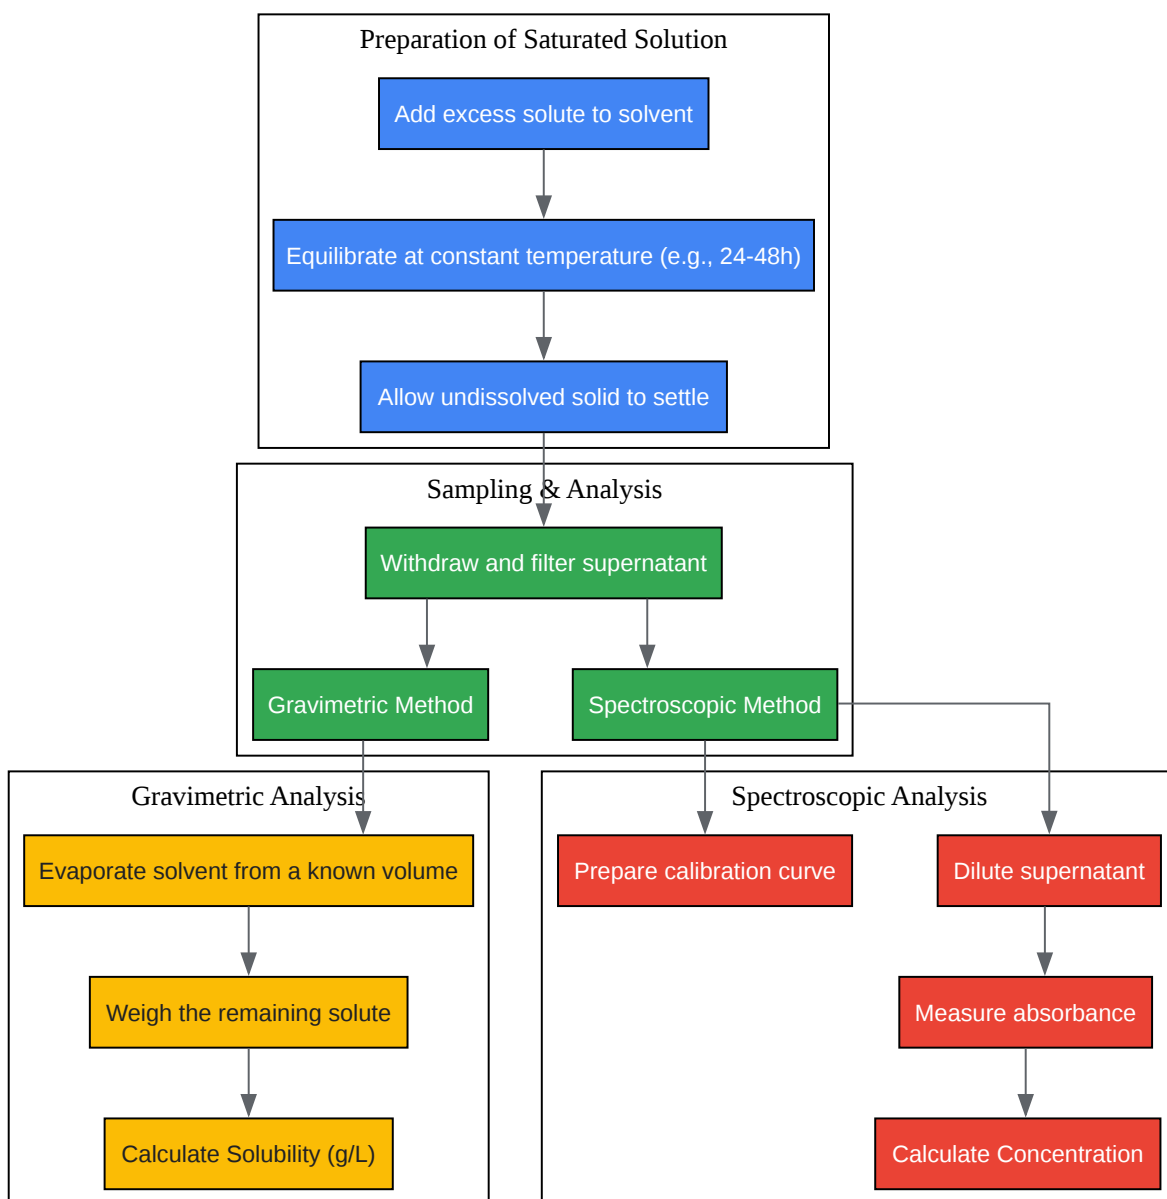 Preparation of Saturated Solution
Add excess solute to solvent
Equilibrate at constant temperature (e.g., 24-48h)
Allow undissolved solid to settle
Sampling & Analysis
Withdraw and filter supernatant
Gravimetric Method
Spectroscopic Method
Gravimetric Analysis
Evaporate solvent from a known volume
Weigh the remaining solute
Calculate Solubility (g/L)
Spectroscopic Analysis
Prepare calibration curve
Dilute supernatant
Measure absorbance
Calculate Concentration